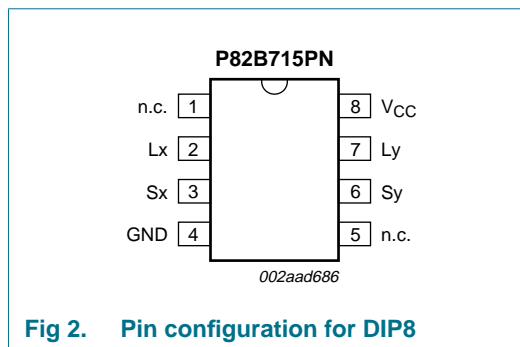 P82B715PN
n.c. 1 8 VCC
Lx 2 7 Ly
Sx 3 6 Sy
GND 4 5 n.c.
002aad686
Fig 2. Pin configuration for DIP8